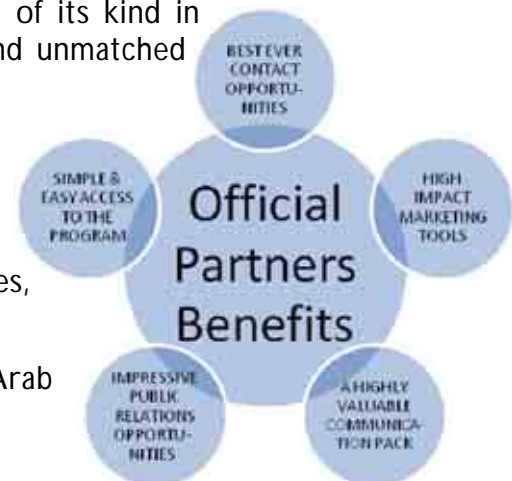 of its kind in
nd unmatched
es,
Arab
BEST EVER
CONTACT
OPPORTU-
NITIES
SIMPLE &
EASY ACCESS
TO THE
PROGRAM
HIGH
IMPACT
MARKETING
TOOLS
Official
Partners
Benefits
IMPRESSIVE
PUBLIC
RELATIONS
OPPORTU-
NITIES
A HIGHLY
VALUABLE
COMMUNICA-
TION PACK